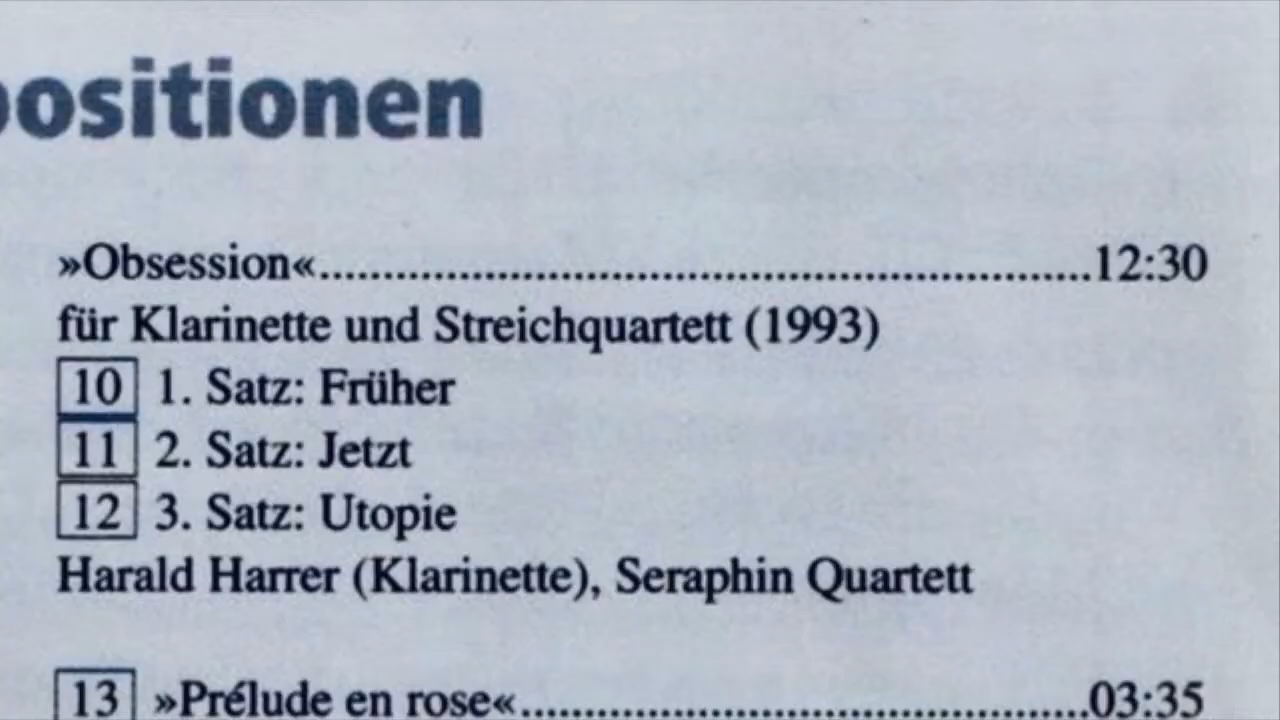 positionen
»Obsession«........................................................................12:30
für Klarinette und Streichquartett (1993)
10 1. Satz: Früher
11 2. Satz: Jetzt
12 3. Satz: Utopie
Harald Harrer (Klarinette), Seraphin Quartett
13 »Prélude en rose«.....................................................03:35